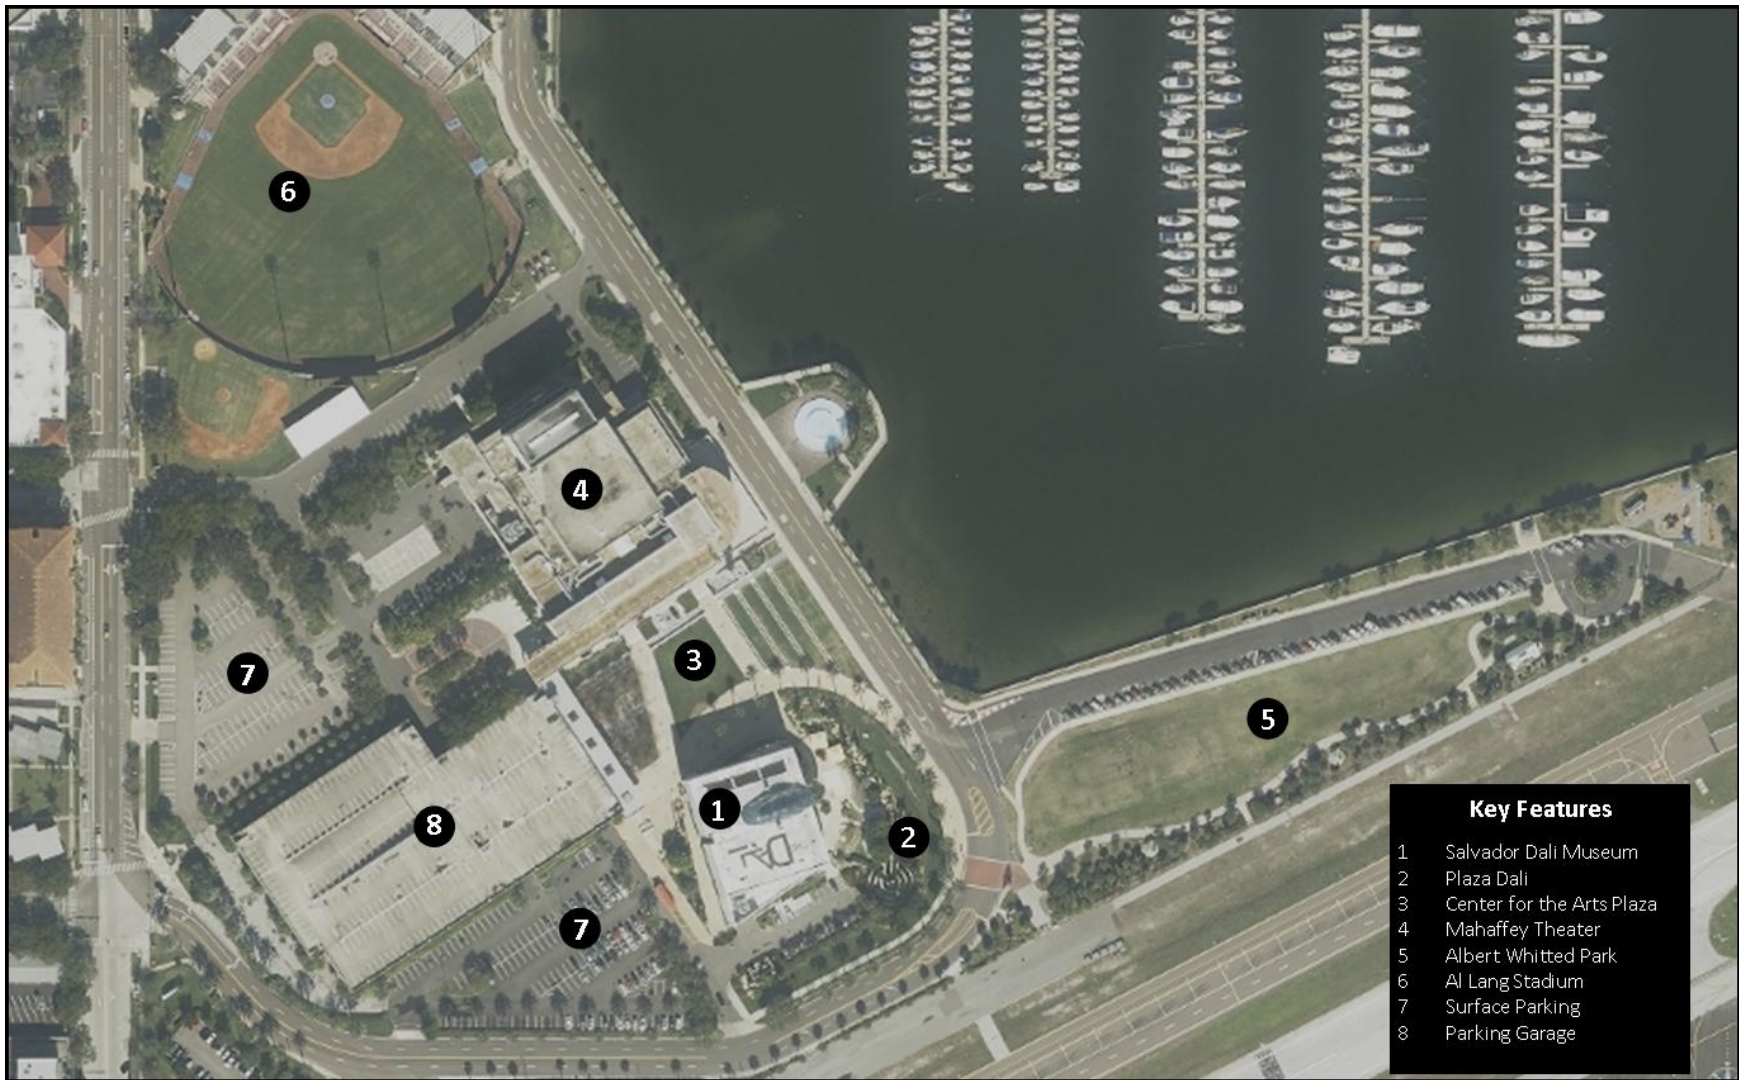 6
4
3
7
5
1
8
2
7
DALÍ
Key Features
1 Salvador Dali Museum
2 Plaza Dali
3 Center for the Arts Plaza
4 Mahaffey Theater
5 Albert Whitted Park
6 Al Lang Stadium
7 Surface Parking
8 Parking Garage